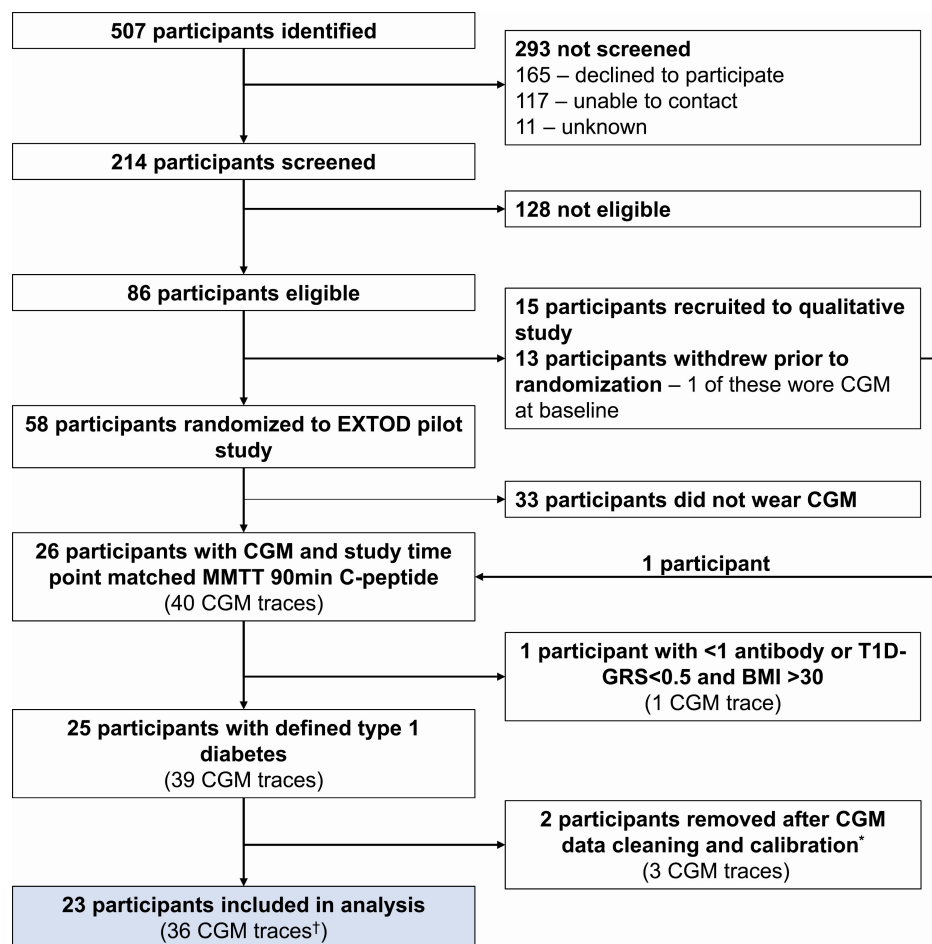 507 participants identified
293 not screened
165 – declined to participate
117 – unable to contact
11 – unknown
214 participants screened
128 not eligible
86 participants eligible
15 participants recruited to qualitative
study
13 participants withdrew prior to
randomization – 1 of these wore CGM
at baseline
58 participants randomized to EXTOD pilot
study
33 participants did not wear CGM
26 participants with CGM and study time
point matched MMTT 90min C-peptide
(40 CGM traces)
1 participant
1 participant with <1 antibody or T1D-
GRS<0.5 and BMI >30
(1 CGM trace)
25 participants with defined type 1
diabetes
(39 CGM traces)
2 participants removed after CGM
data cleaning and calibration*
(3 CGM traces)
23 participants included in analysis
(36 CGM traces†)